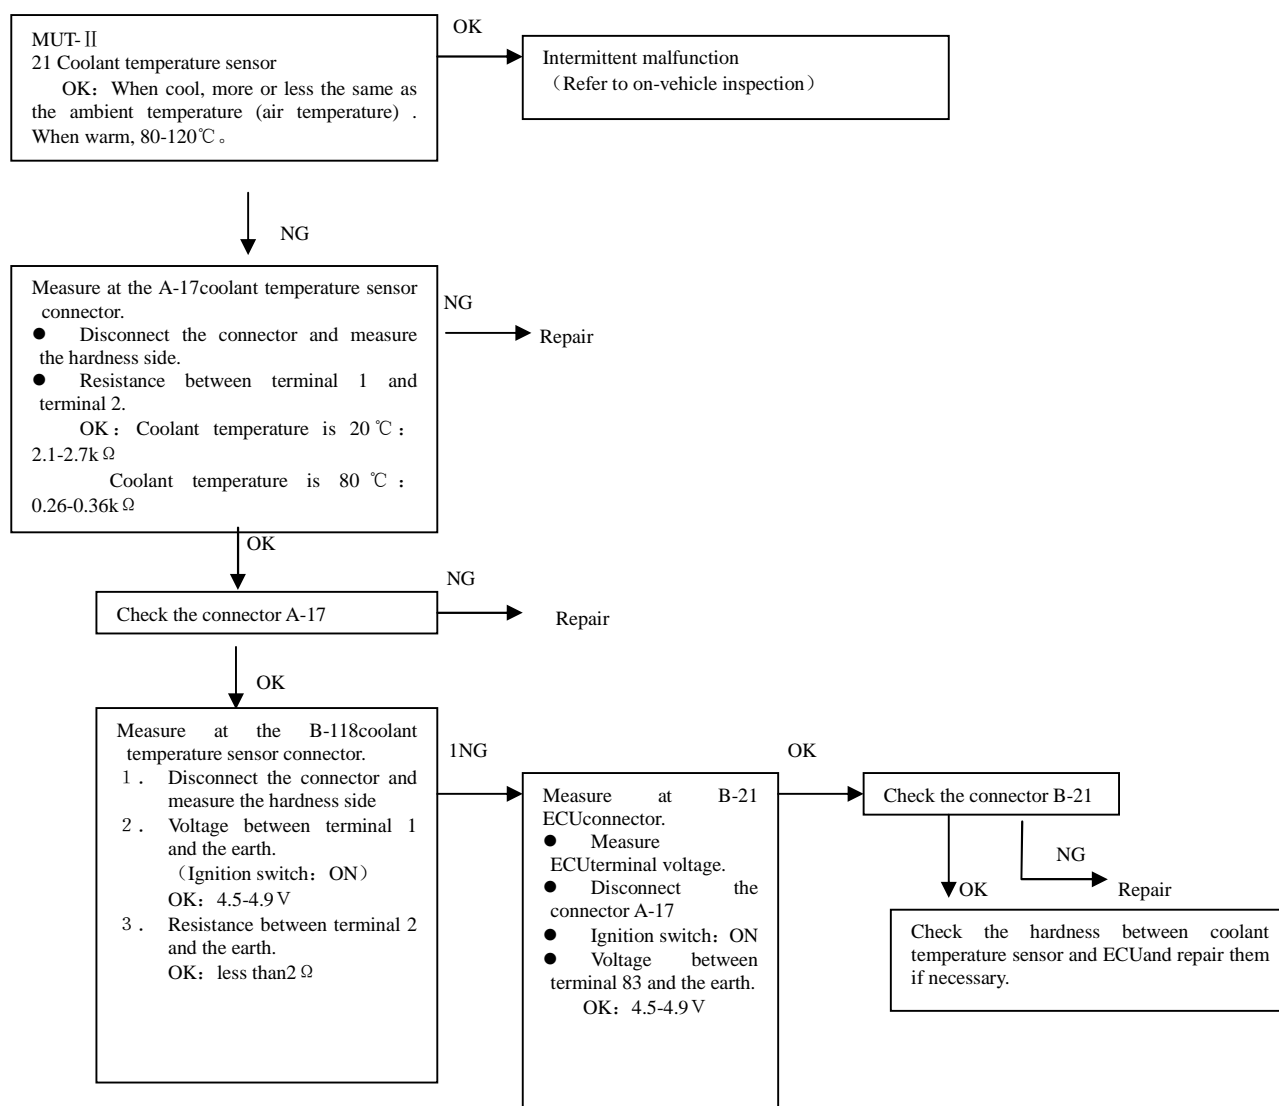 MUT-Ⅱ
21 Coolant temperature sensor
OK：When cool, more or less the same as
the ambient temperature (air temperature) .
When warm, 80-120℃。
OK
Intermittent malfunction
（Refer to on-vehicle inspection）
NG
Measure at the A-17coolant temperature sensor
connector.
● Disconnect the connector and measure
the hardness side.
● Resistance between terminal 1 and
terminal 2.
OK：Coolant temperature is 20℃：
2.1-2.7kΩ
Coolant temperature is 80℃：
0.26-0.36kΩ
NG
Repair
OK
Check the connector A-17
NG
Repair
OK
Measure at the B-118coolant
temperature sensor connector.
１． Disconnect the connector and
measure the hardness side
２． Voltage between terminal 1
and the earth.
（Ignition switch：ON）
OK：4.5-4.9Ｖ
３． Resistance between terminal 2
and the earth.
OK：less than2Ω
1NG
Measure at B-21
ECUconnector.
● Measure
ECUterminal voltage.
● Disconnect the
connector A-17
● Ignition switch：ON
● Voltage between
terminal 83 and the earth.
OK：4.5-4.9Ｖ
OK
Check the connector B-21
NG
Repair
OK
Check the hardness between coolant
temperature sensor and ECUand repair them
if necessary.